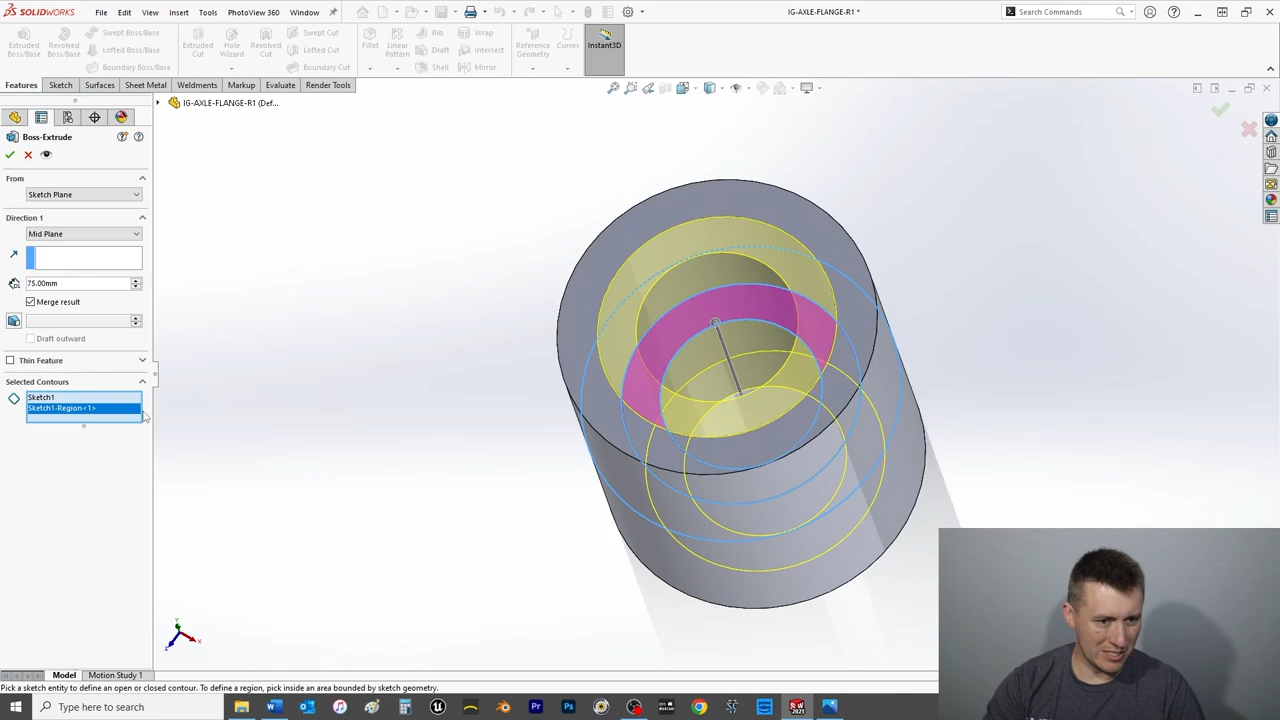 SOLIDWORKS File Edit View Insert Tools PhotoView 360 Window IG-AXLE-FLANGE-R1 * Search Commands
Extruded Boss/Base Revolved Boss/Base Swept Boss/Base Lofted Boss/Base Boundary Boss/Base Extruded Cut Hole Wizard Revolved Cut Swept Cut Lofted Cut Boundary Cut Fillet Linear Pattern Rib Draft Shell Wrap Intersect Mirror Reference Geometry Curves Instant3D
Features Sketch Surfaces Sheet Metal Weldments Markup Evaluate Render Tools
IG-AXLE-FLANGE-R1 (Def...
Boss-Extrude
From
Sketch Plane
Direction 1
Mid Plane
75.00mm
Merge result
Draft outward
Thin Feature
Selected Contours
Sketch1
Sketch1-Region<1>
Y
X
Z
Model Motion Study 1
Pick a sketch entity to define an open or closed contour. To define a region, pick inside an area bounded by sketch geometry.
Type here to search